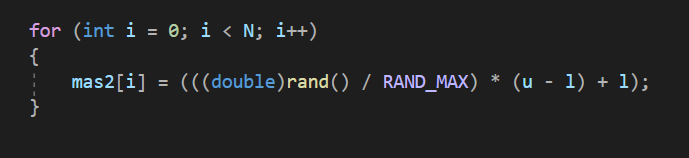 for (int i = 0; i < N; i++)
{
    mas2[i] = (((double)rand() / RAND_MAX) * (u - l) + l);
}